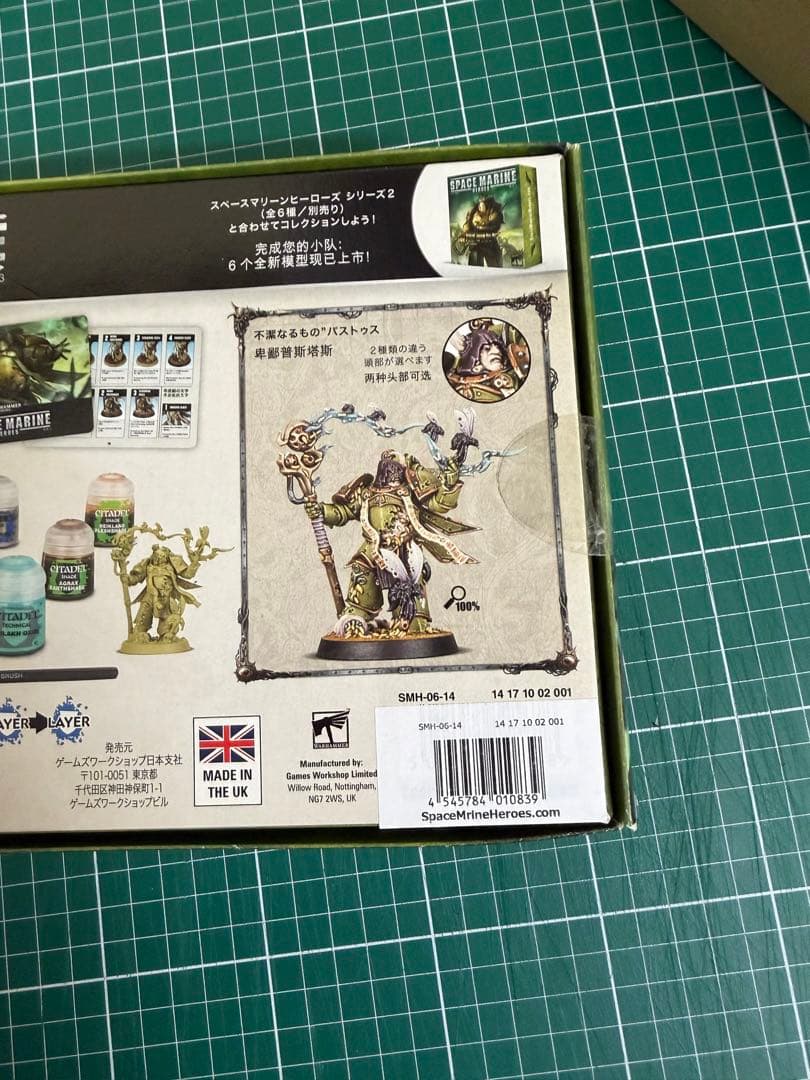 スペースマリーンヒーローズ シリーズ2
(全6種/別売り)
と合わせてコレクションしよう!
完成您的小队:
6个全新模型现已上市!
SPACE MARINE
HEROES
不潔なるもの"パストゥス
卑鄙普斯塔斯
2種類の違う
頭部が選べます
两种头部可选
E MARINE
CITADEL
SHADE
REIKLAND
FLESHSHADE
CITADEL
SHADE
AGRAX
EARTHSHADE
CITADEL
TECHNICAL
100%
LAYER
SMH-06-14 14 17 10 02 001
発売元
ゲームズワークショップ日本支社
〒101-0051 東京都
千代田区神田神保町1-1
ゲームズワークショップビル
MADE IN
THE UK
WARHAMMER
Manufactured by:
Games Workshop Limited
Willow Road, Nottingham,
NG7 2WS, UK
SMH-06-14 14 17 10 02 001
4 545784 010839
SpaceMrineHeroes.com